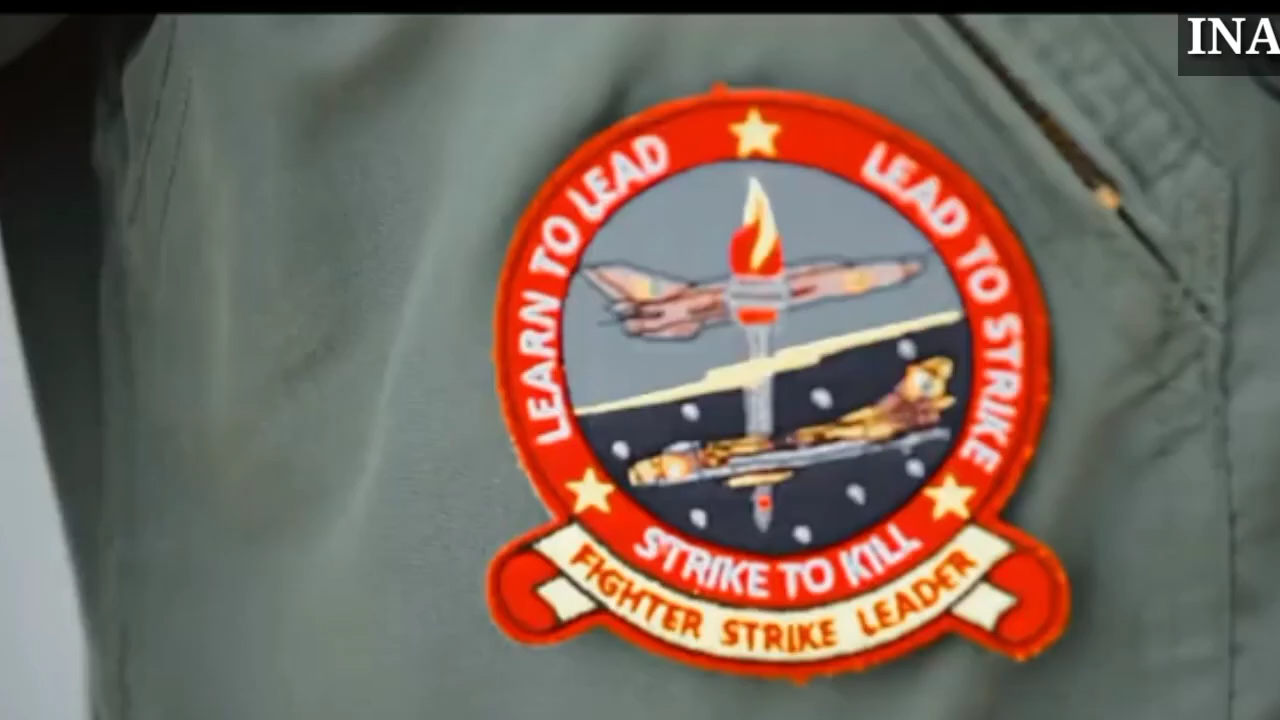 INA
LEARN TO LEAD
LEAD TO STRIKE
STRIKE TO KILL
FIGHTER STRIKE LEADER